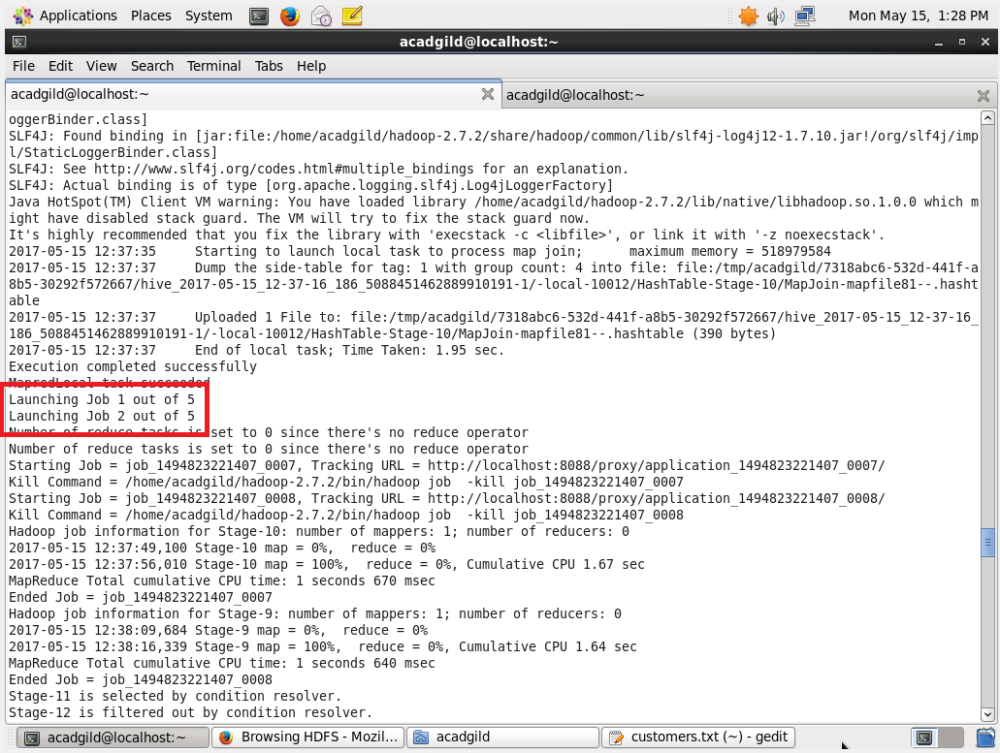 Applications Places System
Mon May 15, 1:28 PM
acadgild@localhost:~
File Edit View Search Terminal Tabs Help
acadgild@localhost:~
acadgild@localhost:~
oggerBinder.class]
SLF4J: Found binding in [jar:file:/home/acadgild/hadoop-2.7.2/share/hadoop/common/lib/slf4j-log4j12-1.7.10.jar!/org/slf4j/imp
l/StaticLoggerBinder.class]
SLF4J: See http://www.slf4j.org/codes.html#multiple_bindings for an explanation.
SLF4J: Actual binding is of type [org.apache.logging.slf4j.Log4jLoggerFactory]
Java HotSpot(TM) Client VM warning: You have loaded library /home/acadgild/hadoop-2.7.2/lib/native/libhadoop.so.1.0.0 which m
ight have disabled stack guard. The VM will try to fix the stack guard now.
It's highly recommended that you fix the library with 'execstack -c <libfile>', or link it with '-z noexecstack'.
2017-05-15 12:37:35     Starting to launch local task to process map join;      maximum memory = 518979584
2017-05-15 12:37:37     Dump the side-table for tag: 1 with group count: 4 into file: file:/tmp/acadgild/7318abc6-532d-441f-a
8b5-30292f572667/hive_2017-05-15_12-37-16_186_5088451462889910191-1/-local-10012/HashTable-Stage-10/MapJoin-mapfile81--.hasht
able
2017-05-15 12:37:37     Uploaded 1 File to: file:/tmp/acadgild/7318abc6-532d-441f-a8b5-30292f572667/hive_2017-05-15_12-37-16_
186_5088451462889910191-1/-local-10012/HashTable-Stage-10/MapJoin-mapfile81--.hashtable (390 bytes)
2017-05-15 12:37:37     End of local task; Time Taken: 1.95 sec.
Execution completed successfully
MapredLocal task succeeded
Launching Job 1 out of 5
Launching Job 2 out of 5
Number of reduce tasks is set to 0 since there's no reduce operator
Number of reduce tasks is set to 0 since there's no reduce operator
Starting Job = job_1494823221407_0007, Tracking URL = http://localhost:8088/proxy/application_1494823221407_0007/
Kill Command = /home/acadgild/hadoop-2.7.2/bin/hadoop job  -kill job_1494823221407_0007
Starting Job = job_1494823221407_0008, Tracking URL = http://localhost:8088/proxy/application_1494823221407_0008/
Kill Command = /home/acadgild/hadoop-2.7.2/bin/hadoop job  -kill job_1494823221407_0008
Hadoop job information for Stage-10: number of mappers: 1; number of reducers: 0
2017-05-15 12:37:49,100 Stage-10 map = 0%,  reduce = 0%
2017-05-15 12:37:56,010 Stage-10 map = 100%,  reduce = 0%, Cumulative CPU 1.67 sec
MapReduce Total cumulative CPU time: 1 seconds 670 msec
Ended Job = job_1494823221407_0007
Hadoop job information for Stage-9: number of mappers: 1; number of reducers: 0
2017-05-15 12:38:09,684 Stage-9 map = 0%,  reduce = 0%
2017-05-15 12:38:16,339 Stage-9 map = 100%,  reduce = 0%, Cumulative CPU 1.64 sec
MapReduce Total cumulative CPU time: 1 seconds 640 msec
Ended Job = job_1494823221407_0008
Stage-11 is selected by condition resolver.
Stage-12 is filtered out by condition resolver.
acadgild@localhost:~
Browsing HDFS - Mozil...
acadgild
customers.txt (~) - gedit